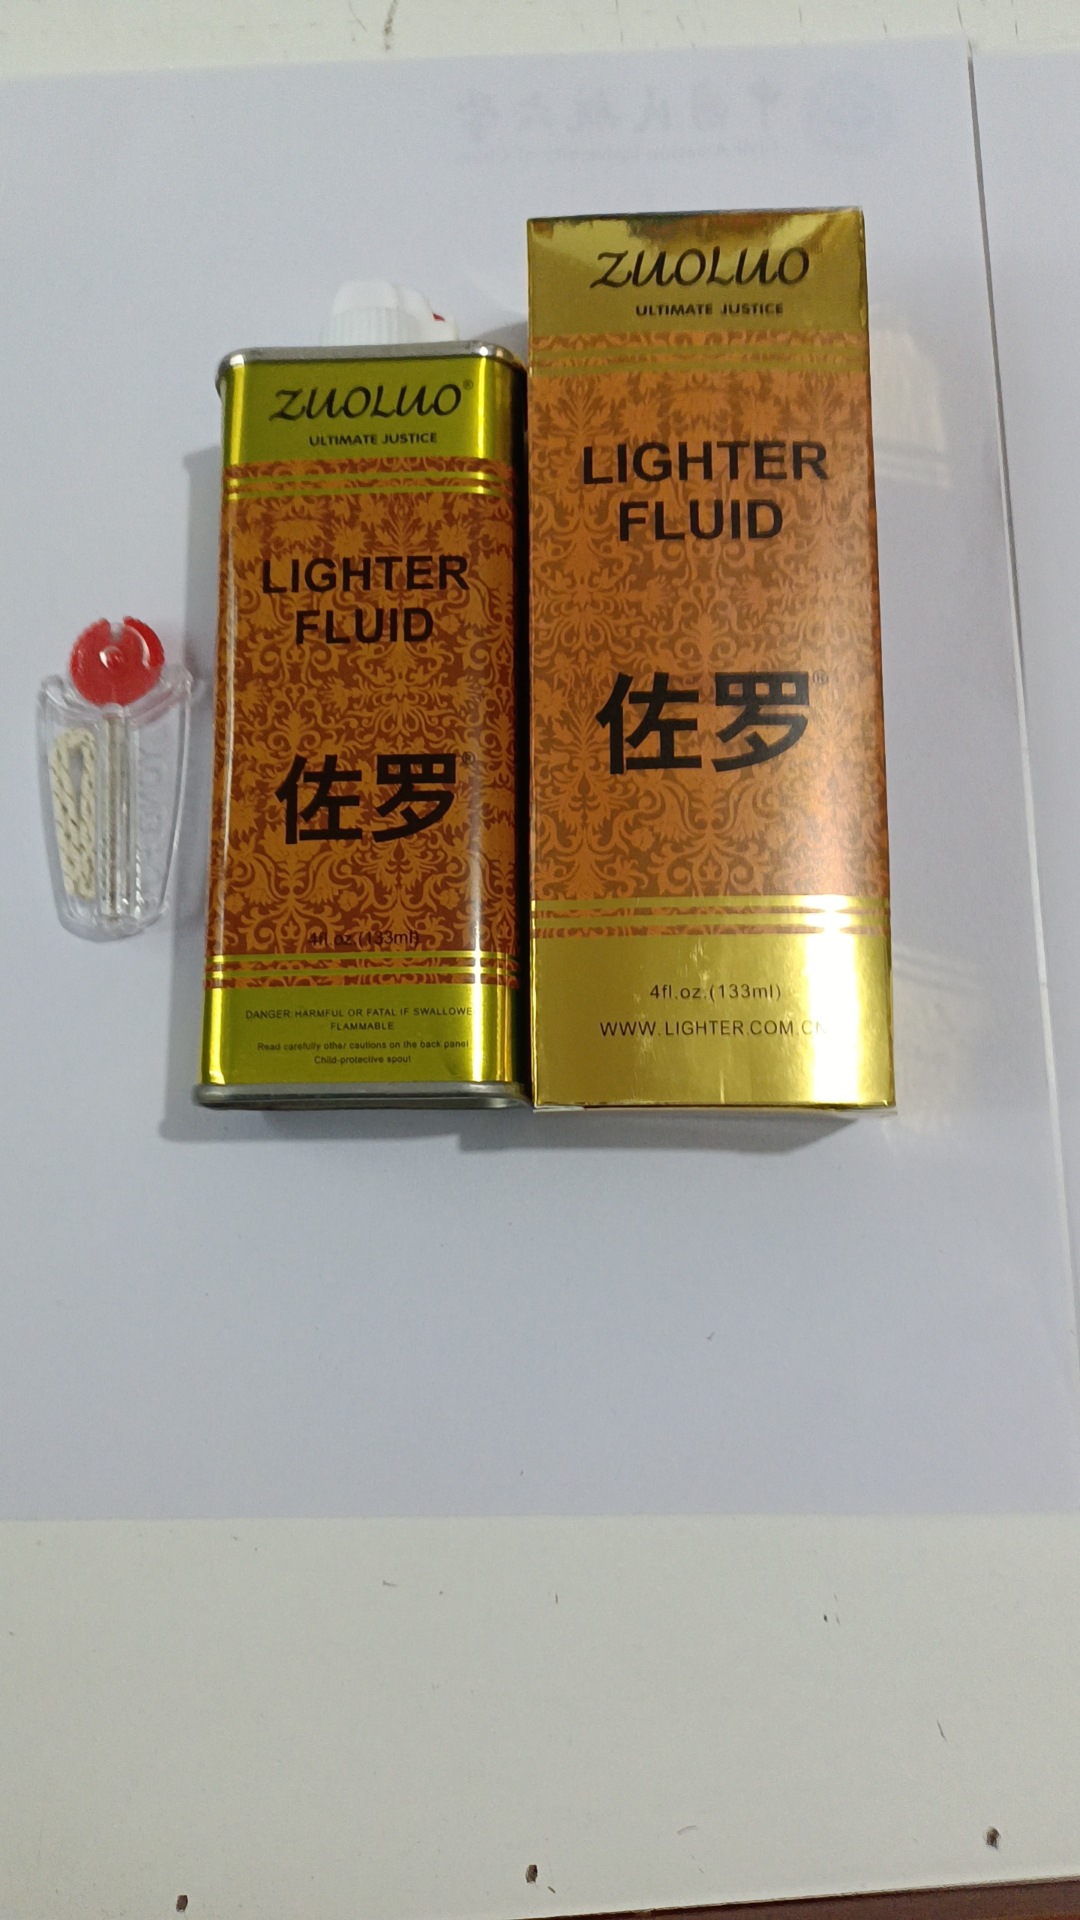 ZUOLUO®
ULTIMATE JUSTICE
LIGHTER
FLUID
佐罗®
4fl.oz.(133ml)
DANGER:HARMFUL OR FATAL IF SWALLOWE
FLAMMABLE
Read carefully other cautions on the back panel
Child-protective spout
ZUOLUO
ULTIMATE JUSTICE
LIGHTER
FLUID
佐罗®
4fl.oz.(133ml)
WWW.LIGHTER.COM.CN